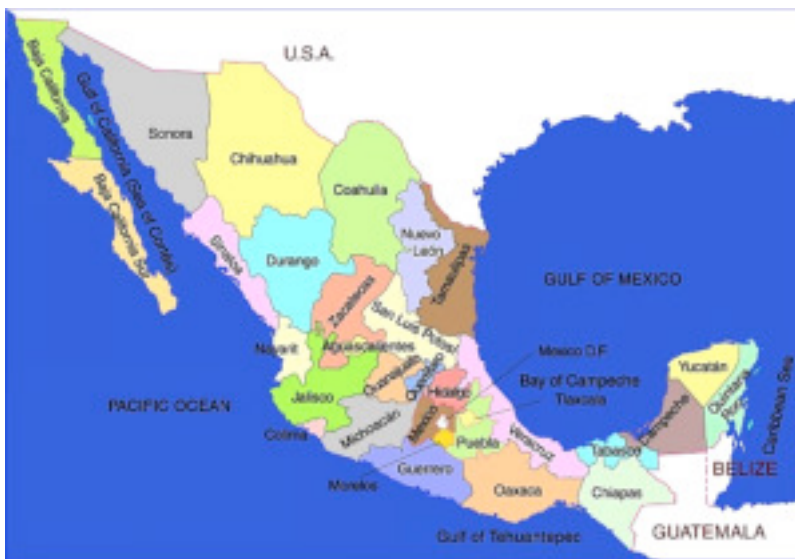 U.S.A.
Baja California
Gulf of California (Sea of Cortés)
Sonora
Chihuahua
Coahuila
Baja California Sur
Sinaloa
Durango
Nuevo
León
Tamaulipas
GULF OF MEXICO
Zacatecas
San Luis Potosí
Nayarit
Aguascalientes
Guanajuato
Querétaro
Hidalgo
Mexico D.F.
Bay of Campeche
Tlaxcala
Yucatán
Quintana
Roo
Caribbean Sea
Campeche
PACIFIC OCEAN
Jalisco
Colima
Michoacán
Mexico
Puebla
Veracruz
Tabasco
BELIZE
Morelos
Guerrero
Oaxaca
Chiapas
Gulf of Tehuantepec
GUATEMALA